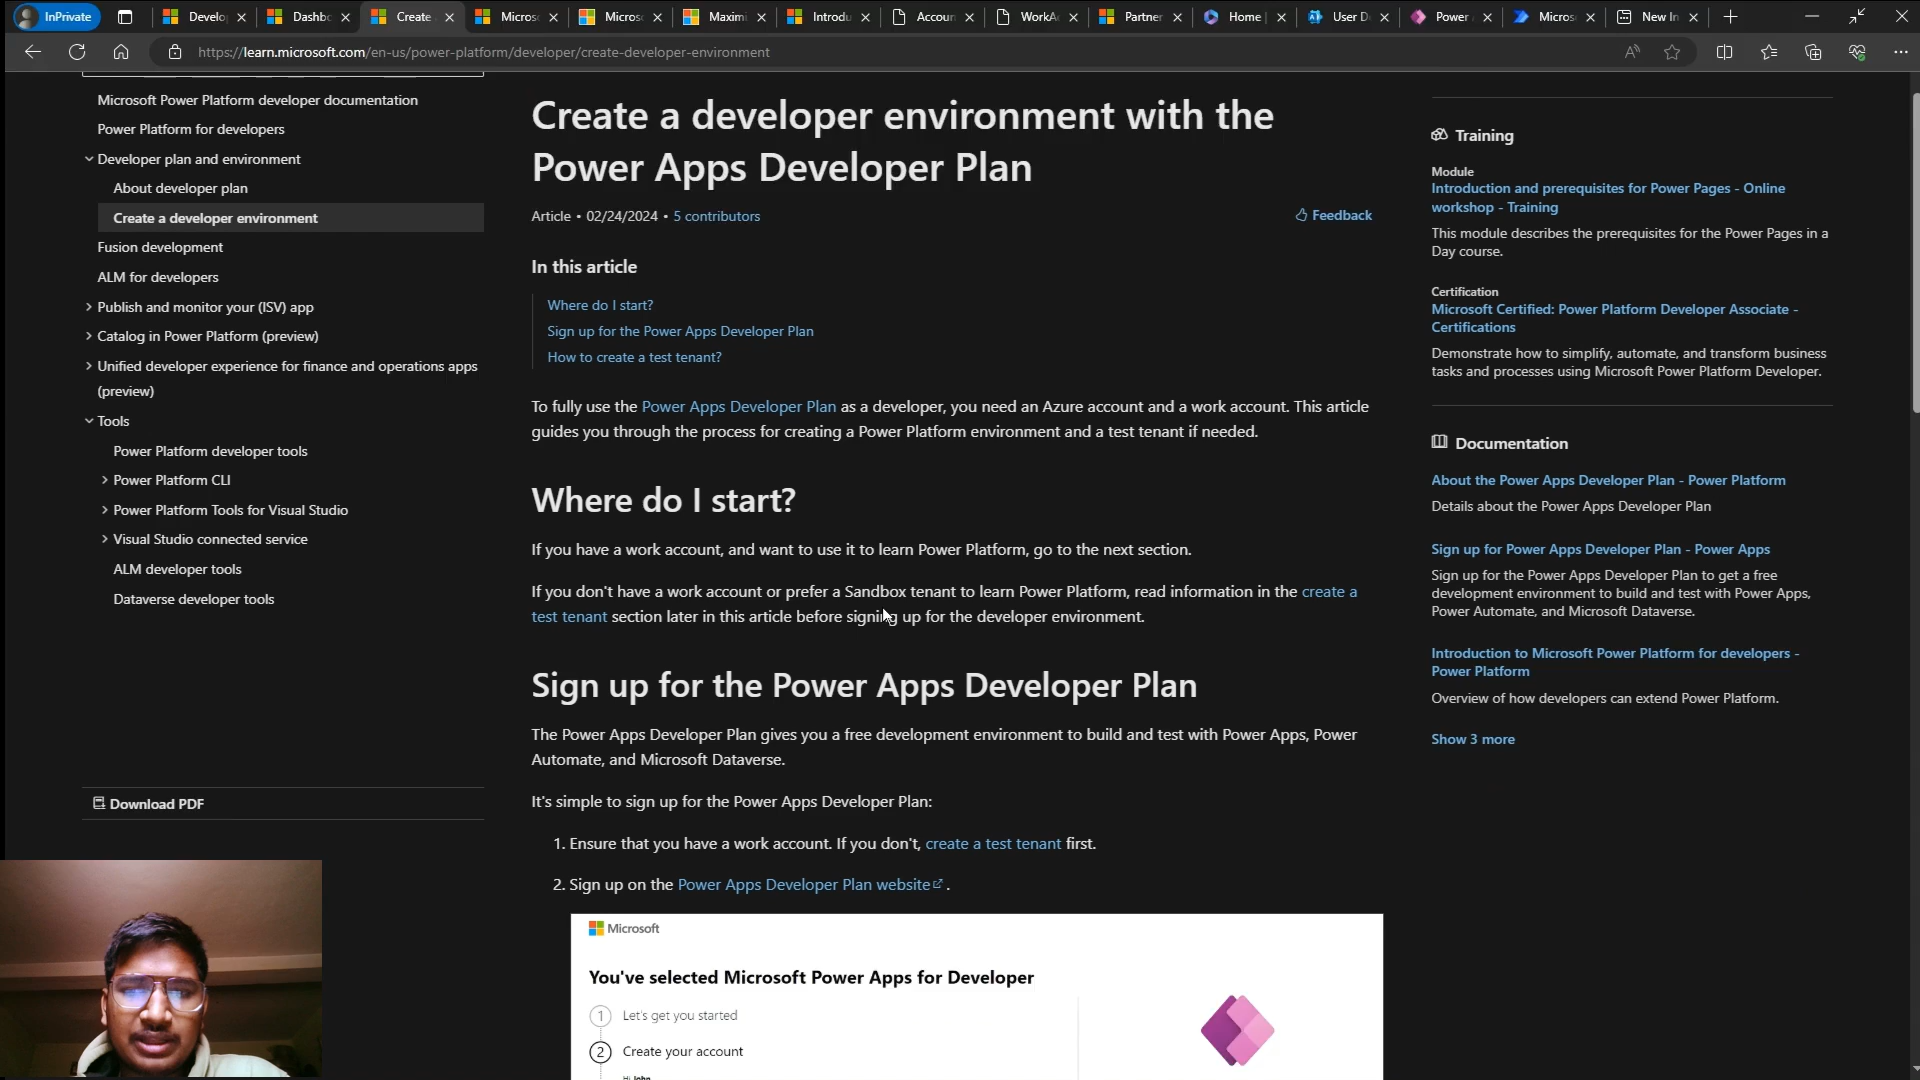 InPrivate
Develo
Dashbo
Create
Micros
Micros
Maximi
Introdu
Accoun
WorkA
Partner
Home |
User D
Power
Micros
New In
https://learn.microsoft.com/en-us/power-platform/developer/create-developer-environment
Microsoft Power Platform developer documentation
Power Platform for developers
Developer plan and environment
About developer plan
Create a developer environment
Fusion development
ALM for developers
Publish and monitor your (ISV) app
Catalog in Power Platform (preview)
Unified developer experience for finance and operations apps
(preview)
Tools
Power Platform developer tools
Power Platform CLI
Power Platform Tools for Visual Studio
Visual Studio connected service
ALM developer tools
Dataverse developer tools
Download PDF
Create a developer environment with the
Power Apps Developer Plan
Article • 02/24/2024 • 5 contributors
Feedback
In this article
Where do I start?
Sign up for the Power Apps Developer Plan
How to create a test tenant?
To fully use the Power Apps Developer Plan as a developer, you need an Azure account and a work account. This article
guides you through the process for creating a Power Platform environment and a test tenant if needed.
Where do I start?
If you have a work account, and want to use it to learn Power Platform, go to the next section.
If you don't have a work account or prefer a Sandbox tenant to learn Power Platform, read information in the create a
test tenant section later in this article before signing up for the developer environment.
Sign up for the Power Apps Developer Plan
The Power Apps Developer Plan gives you a free development environment to build and test with Power Apps, Power
Automate, and Microsoft Dataverse.
It's simple to sign up for the Power Apps Developer Plan:
1. Ensure that you have a work account. If you don't, create a test tenant first.
2. Sign up on the Power Apps Developer Plan website.
Microsoft
You've selected Microsoft Power Apps for Developer
1 Let's get you started
2 Create your account
Hi John
Training
Module
Introduction and prerequisites for Power Pages - Online
workshop - Training
This module describes the prerequisites for the Power Pages in a
Day course.
Certification
Microsoft Certified: Power Platform Developer Associate -
Certifications
Demonstrate how to simplify, automate, and transform business
tasks and processes using Microsoft Power Platform Developer.
Documentation
About the Power Apps Developer Plan - Power Platform
Details about the Power Apps Developer Plan
Sign up for Power Apps Developer Plan - Power Apps
Sign up for the Power Apps Developer Plan to get a free
development environment to build and test with Power Apps,
Power Automate, and Microsoft Dataverse.
Introduction to Microsoft Power Platform for developers -
Power Platform
Overview of how developers can extend Power Platform.
Show 3 more